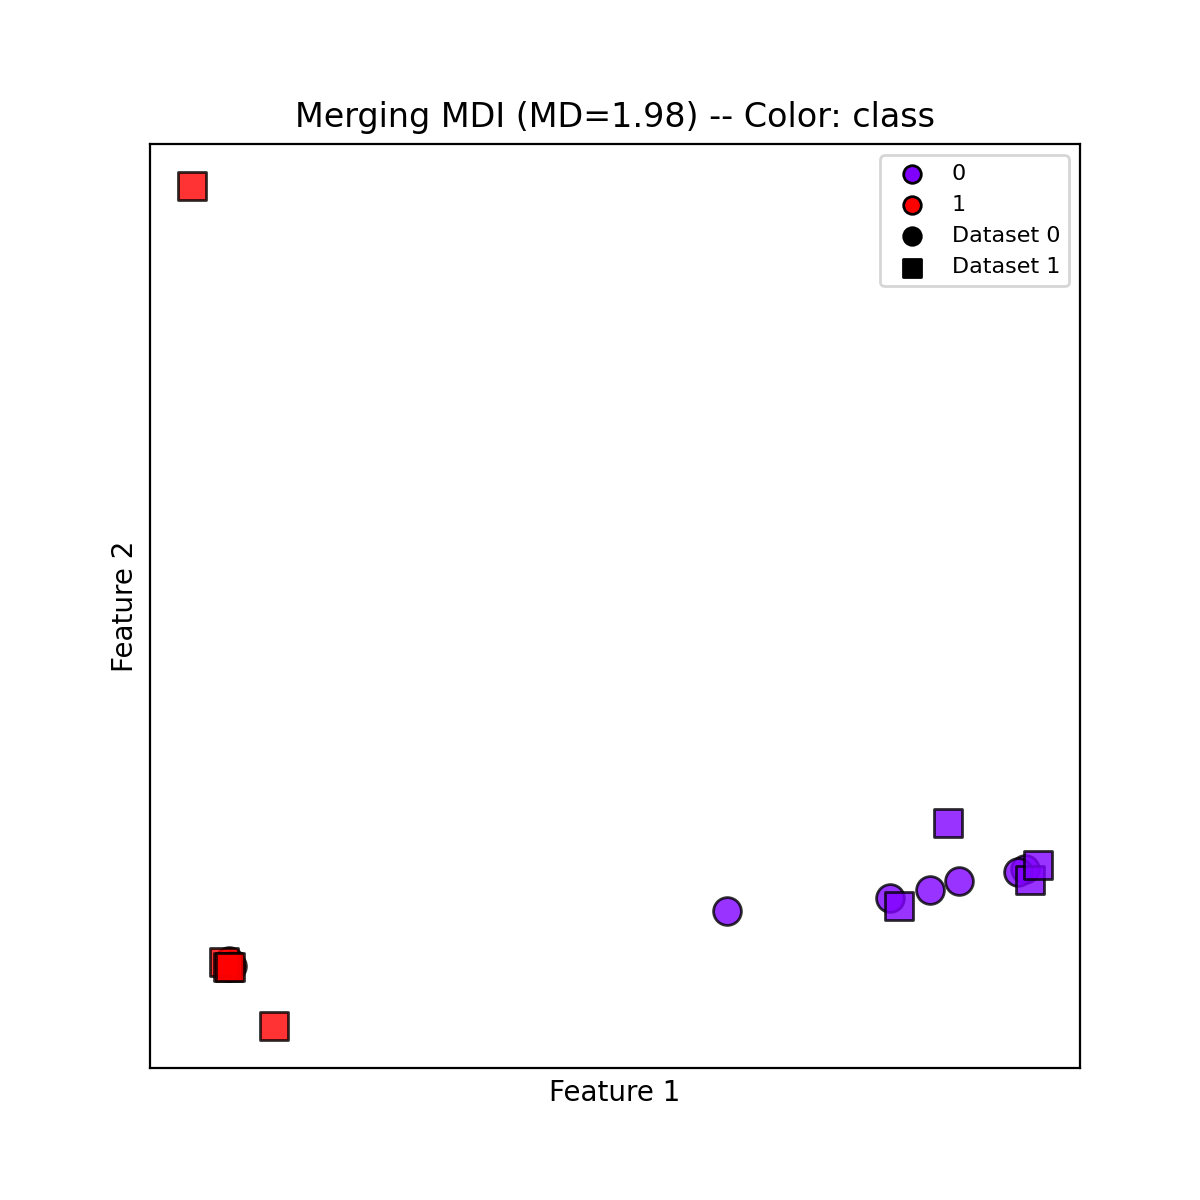 Merging MDI (MD=1.98) -- Color: class
0
1
Dataset 0
Dataset 1
Feature 2
Feature 1